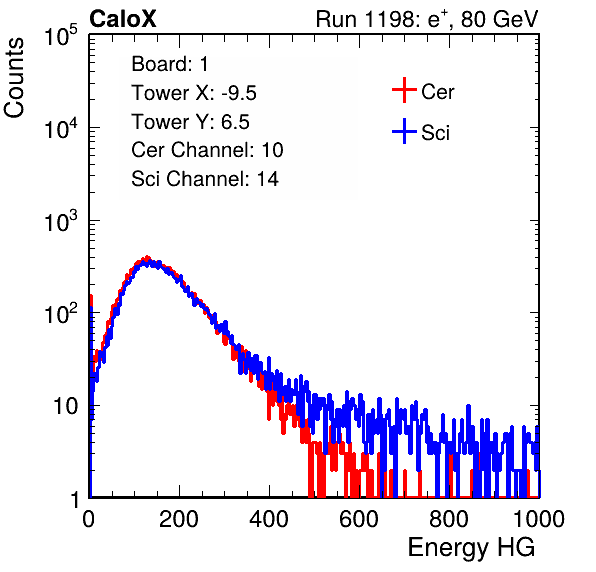 CaloX Run 1198: e⁺, 80 GeV
Counts
Board: 1
Tower X: -9.5
Tower Y: 6.5
Cer Channel: 10
Sci Channel: 14
Cer
Sci
10⁵
10⁴
10³
10²
10
1
0 200 400 600 800 1000
Energy HG